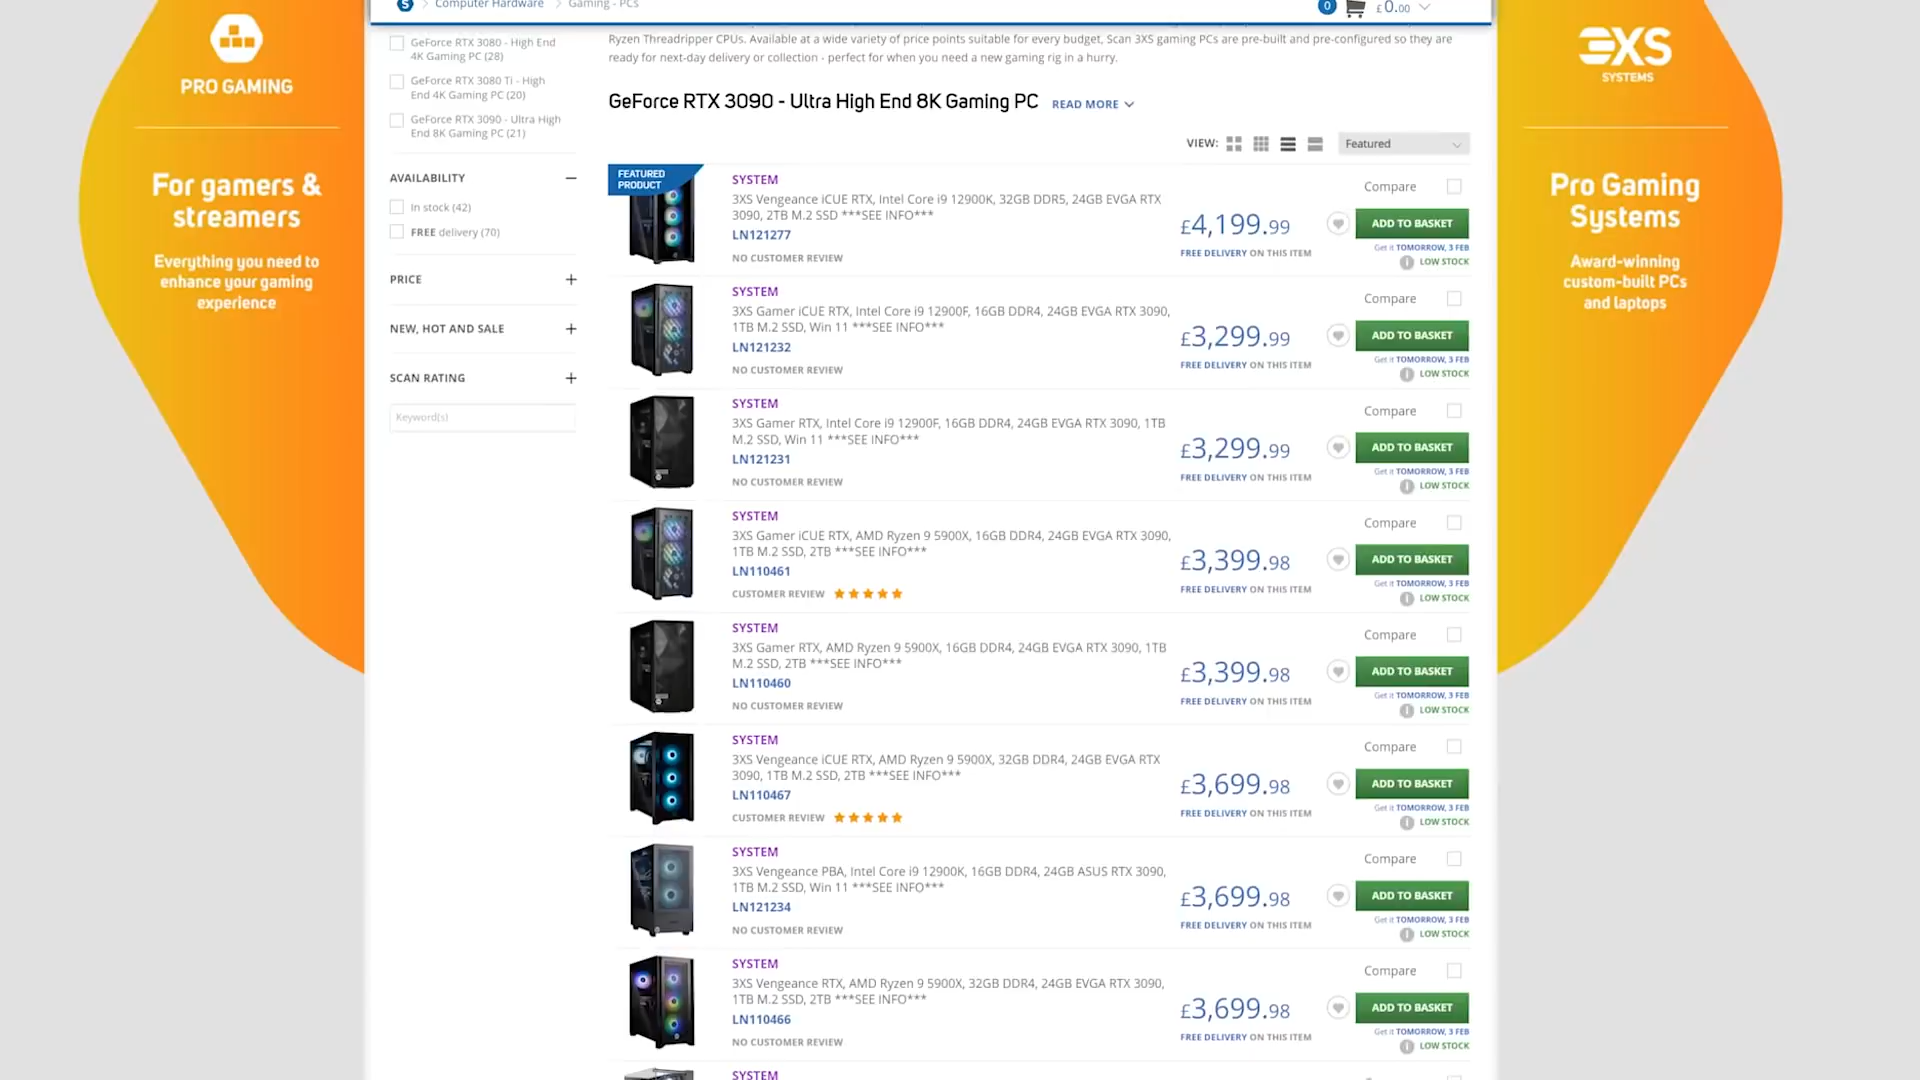 PRO GAMING
For gamers &
streamers
Everything you need to
enhance your gaming
experience
S
Computer Hardware
Gaming - PCs
0
£0.00
GeForce RTX 3080 - High End
4K Gaming PC (28)
GeForce RTX 3080 Ti - High
End 4K Gaming PC (20)
GeForce RTX 3090 - Ultra High
End 8K Gaming PC (21)
AVAILABILITY
In stock (42)
FREE delivery (70)
PRICE
NEW, HOT AND SALE
SCAN RATING
Keyword(s)
Ryzen Threadripper CPUs. Available at a wide variety of price points suitable for every budget, Scan 3XS gaming PCs are pre-built and pre-configured so they are
ready for next-day delivery or collection - perfect for when you need a new gaming rig in a hurry.
GeForce RTX 3090 - Ultra High End 8K Gaming PC READ MORE
VIEW:
Featured
FEATURED
PRODUCT
SYSTEM
3XS Vengeance iCUE RTX, Intel Core i9 12900K, 32GB DDR5, 24GB EVGA RTX
3090, 2TB M.2 SSD ***SEE INFO***
LN121277
NO CUSTOMER REVIEW
£4,199.99
FREE DELIVERY ON THIS ITEM
Compare
ADD TO BASKET
Get it TOMORROW, 3 FEB
LOW STOCK
SYSTEM
3XS Gamer iCUE RTX, Intel Core i9 12900F, 16GB DDR4, 24GB EVGA RTX 3090,
1TB M.2 SSD, Win 11 ***SEE INFO***
LN121232
NO CUSTOMER REVIEW
£3,299.99
FREE DELIVERY ON THIS ITEM
Compare
ADD TO BASKET
Get it TOMORROW, 3 FEB
LOW STOCK
SYSTEM
3XS Gamer RTX, Intel Core i9 12900F, 16GB DDR4, 24GB EVGA RTX 3090, 1TB
M.2 SSD, Win 11 ***SEE INFO***
LN121231
NO CUSTOMER REVIEW
£3,299.99
FREE DELIVERY ON THIS ITEM
Compare
ADD TO BASKET
Get it TOMORROW, 3 FEB
LOW STOCK
SYSTEM
3XS Gamer iCUE RTX, AMD Ryzen 9 5900X, 16GB DDR4, 24GB EVGA RTX 3090,
1TB M.2 SSD, 2TB ***SEE INFO***
LN110461
CUSTOMER REVIEW
£3,399.98
FREE DELIVERY ON THIS ITEM
Compare
ADD TO BASKET
Get it TOMORROW, 3 FEB
LOW STOCK
SYSTEM
3XS Gamer RTX, AMD Ryzen 9 5900X, 16GB DDR4, 24GB EVGA RTX 3090, 1TB
M.2 SSD, 2TB ***SEE INFO***
LN110460
NO CUSTOMER REVIEW
£3,399.98
FREE DELIVERY ON THIS ITEM
Compare
ADD TO BASKET
Get it TOMORROW, 3 FEB
LOW STOCK
SYSTEM
3XS Vengeance iCUE RTX, AMD Ryzen 9 5900X, 32GB DDR4, 24GB EVGA RTX
3090, 1TB M.2 SSD, 2TB ***SEE INFO***
LN110467
CUSTOMER REVIEW
£3,699.98
FREE DELIVERY ON THIS ITEM
Compare
ADD TO BASKET
Get it TOMORROW, 3 FEB
LOW STOCK
SYSTEM
3XS Vengeance PBA, Intel Core i9 12900K, 16GB DDR4, 24GB ASUS RTX 3090,
1TB M.2 SSD, Win 11 ***SEE INFO***
LN121234
NO CUSTOMER REVIEW
£3,699.98
FREE DELIVERY ON THIS ITEM
Compare
ADD TO BASKET
Get it TOMORROW, 3 FEB
LOW STOCK
SYSTEM
3XS Vengeance RTX, AMD Ryzen 9 5900X, 32GB DDR4, 24GB EVGA RTX 3090,
1TB M.2 SSD, 2TB ***SEE INFO***
LN110466
NO CUSTOMER REVIEW
£3,699.98
FREE DELIVERY ON THIS ITEM
Compare
ADD TO BASKET
Get it TOMORROW, 3 FEB
LOW STOCK
SYSTEM
3XS
SYSTEMS
Pro Gaming
Systems
Award-winning
custom-built PCs
and laptops